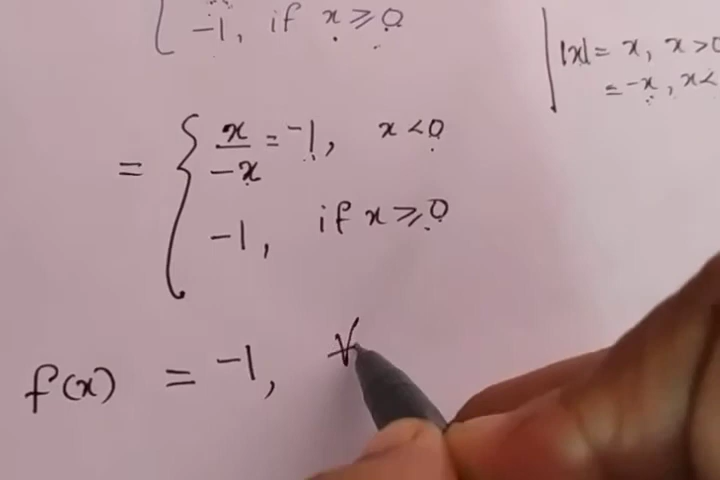 -1, if x ≥ 0
|x| = x, x > 0
= -x, x <
= { x/-x = -1, x < 0
-1, if x ≥ 0
f(x) = -1, ∀